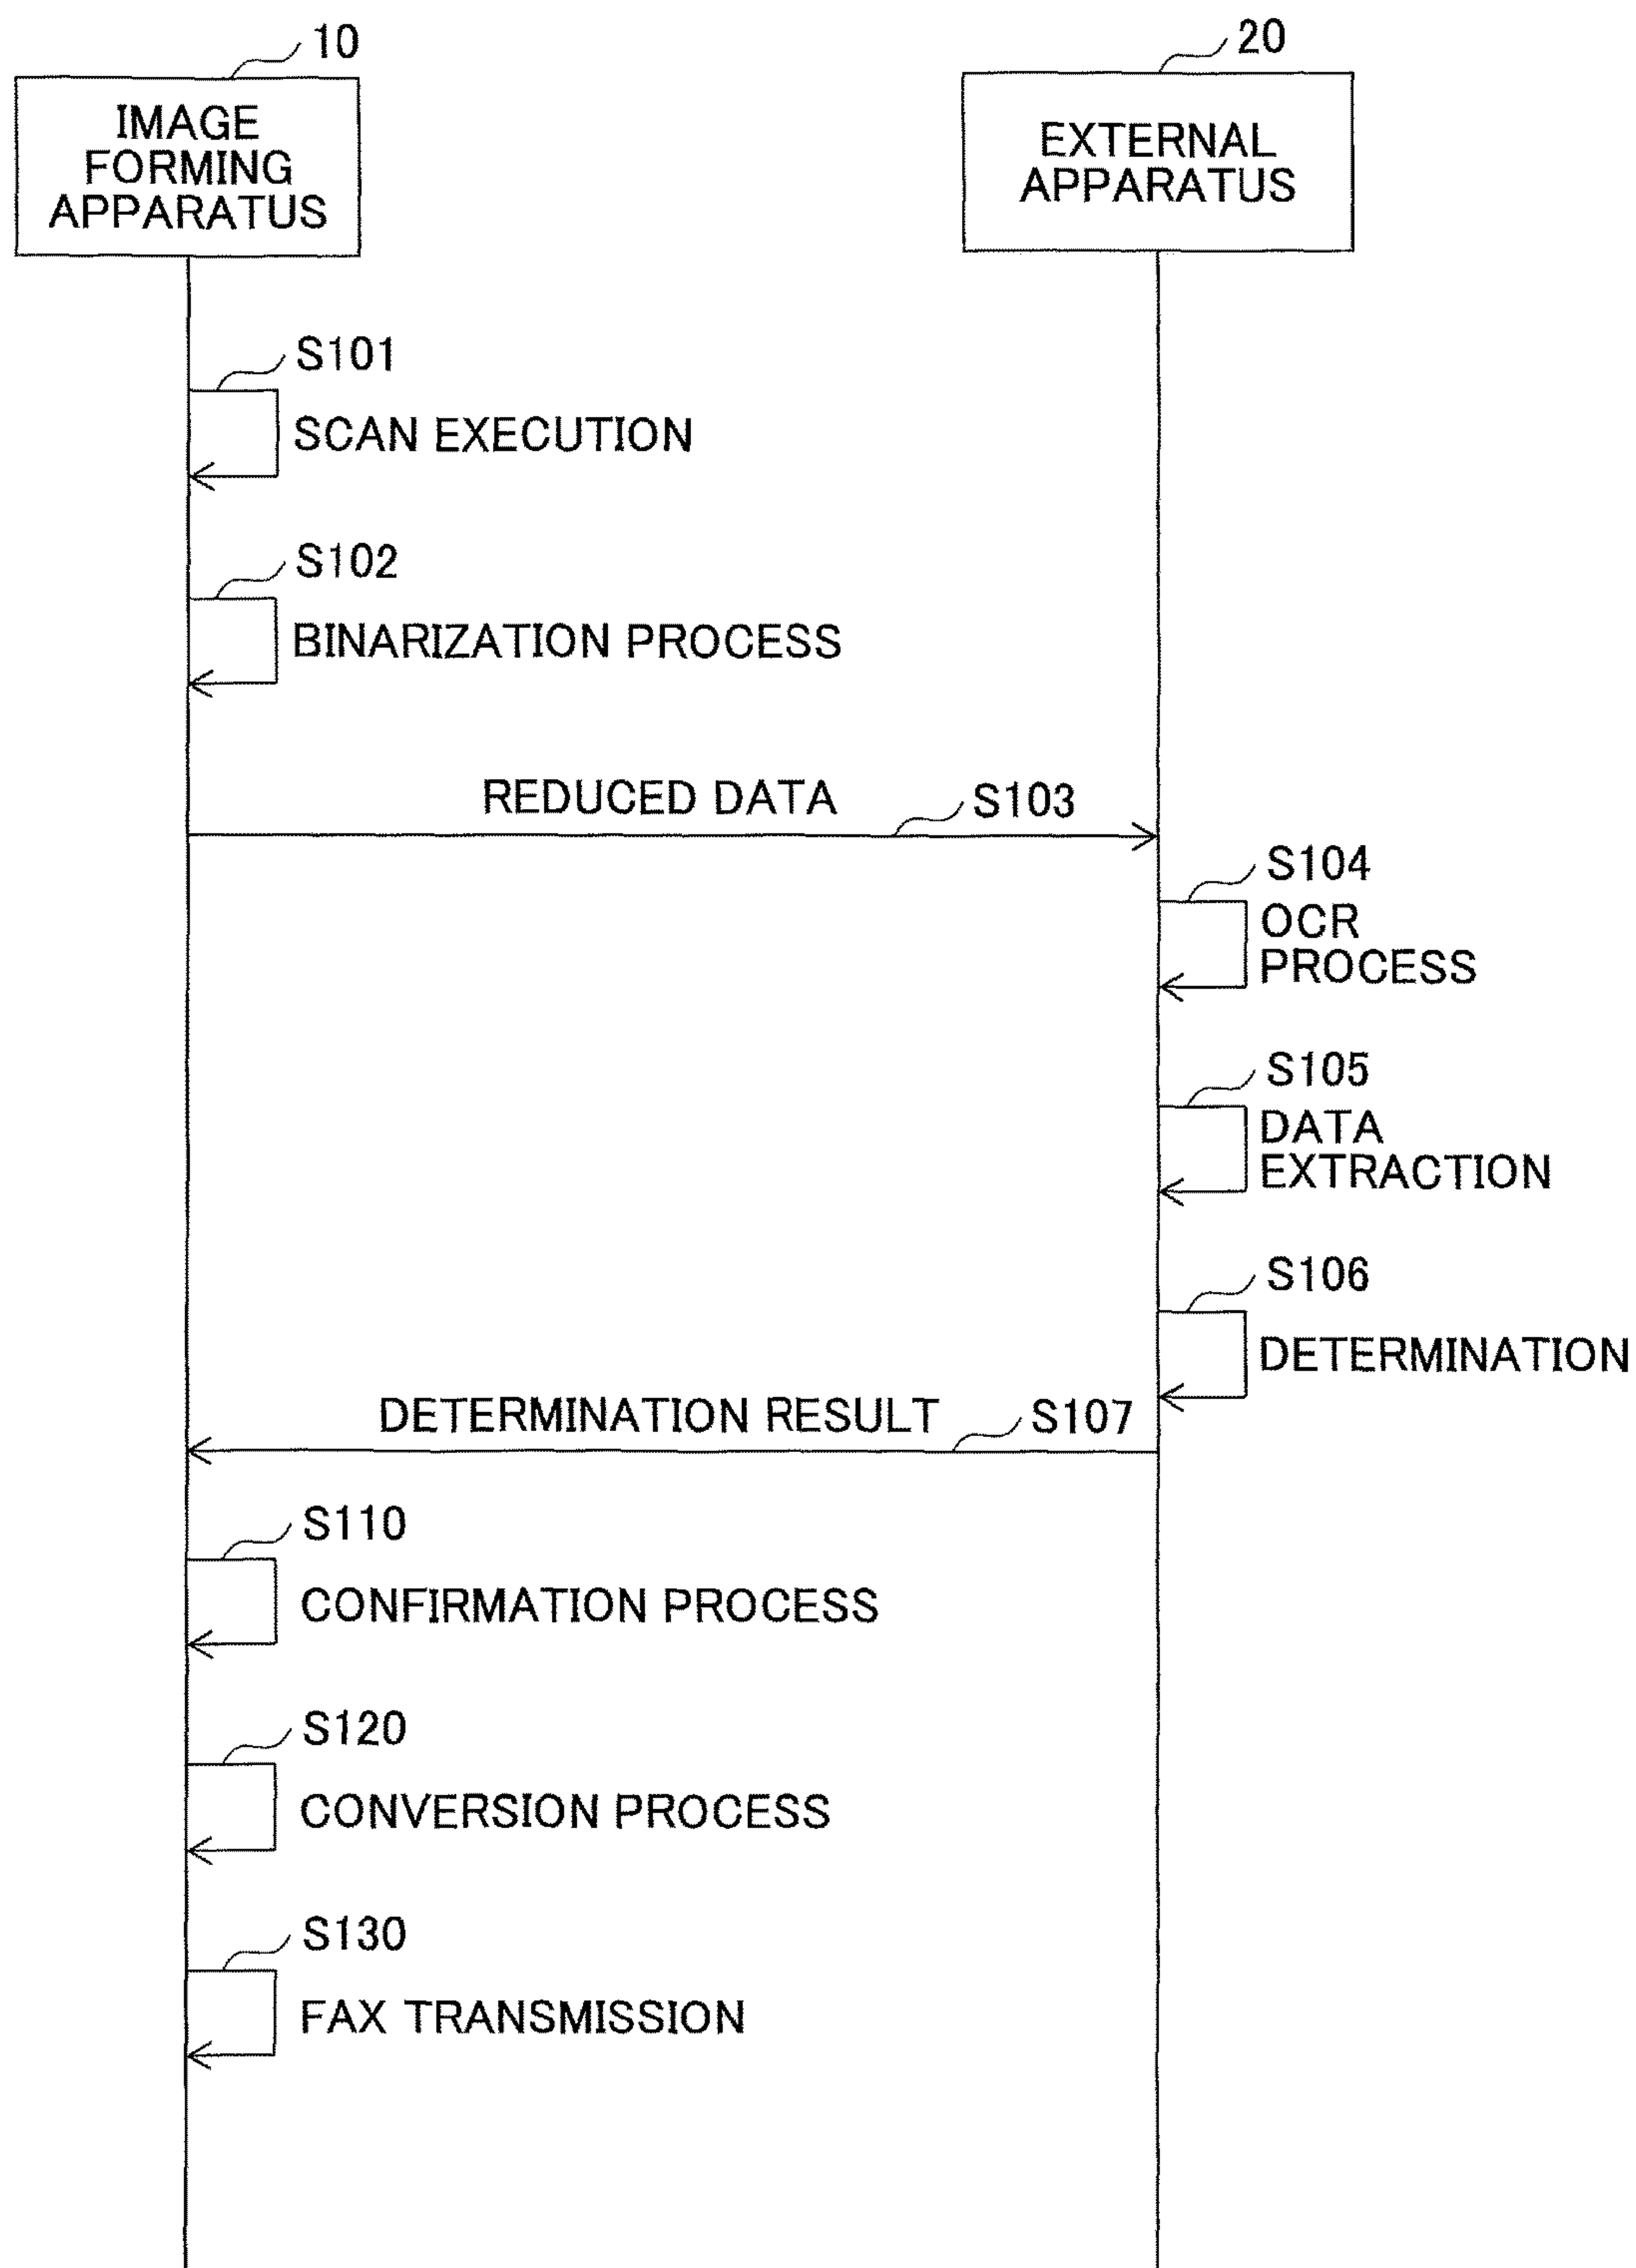 10
IMAGE
FORMING
APPARATUS
20
EXTERNAL
APPARATUS
S101
SCAN EXECUTION
S102
BINARIZATION PROCESS
REDUCED DATA
S103
S104
OCR
PROCESS
S105
DATA
EXTRACTION
S106
DETERMINATION
DETERMINATION RESULT
S107
S110
CONFIRMATION PROCESS
S120
CONVERSION PROCESS
S130
FAX TRANSMISSION